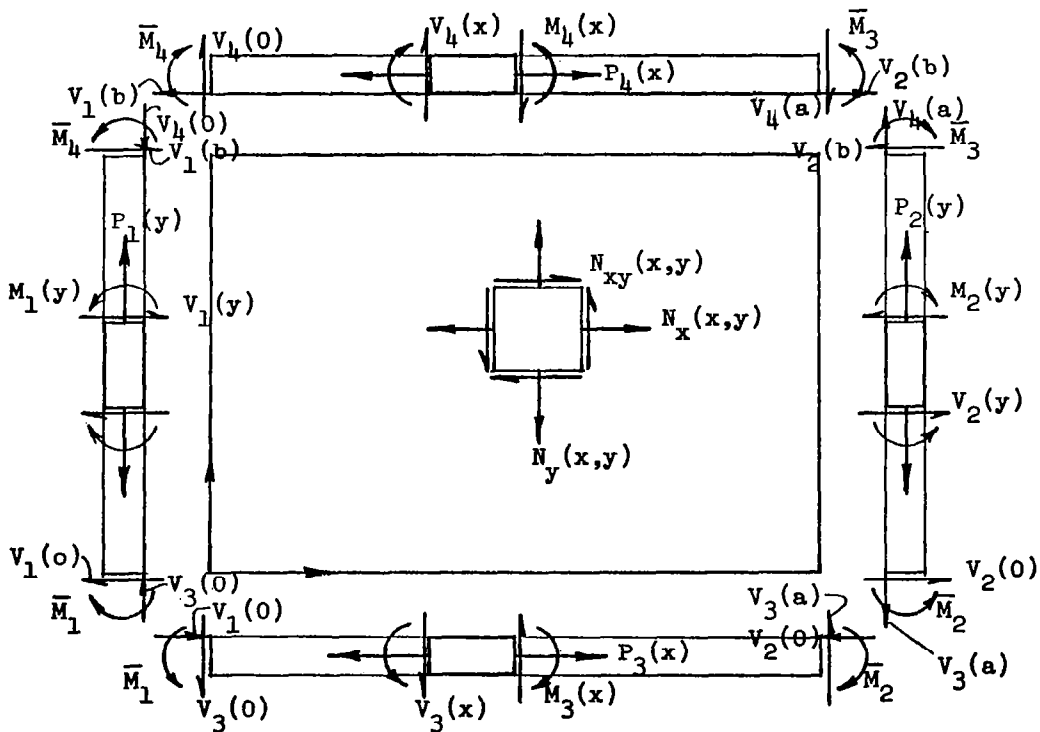 M̅4 V4(0) V4(x) M4(x) M̅3
P4(x)
V1(b) V4(a) V2(b)
V4(0) V4(a)
M̅4 V1(b) V2(b) M̅3
P1(y) P2(y)
Nxy(x,y)
M1(y) V1(y) M2(y)
Nx(x,y)
V2(y)
Ny(x,y)
V1(o) V3(0) V2(0)
M̅1 V1(0) V3(a) M̅2
V2(0)
M̅1 P3(x) M̅2 V3(a)
V3(0) V3(x) M3(x)